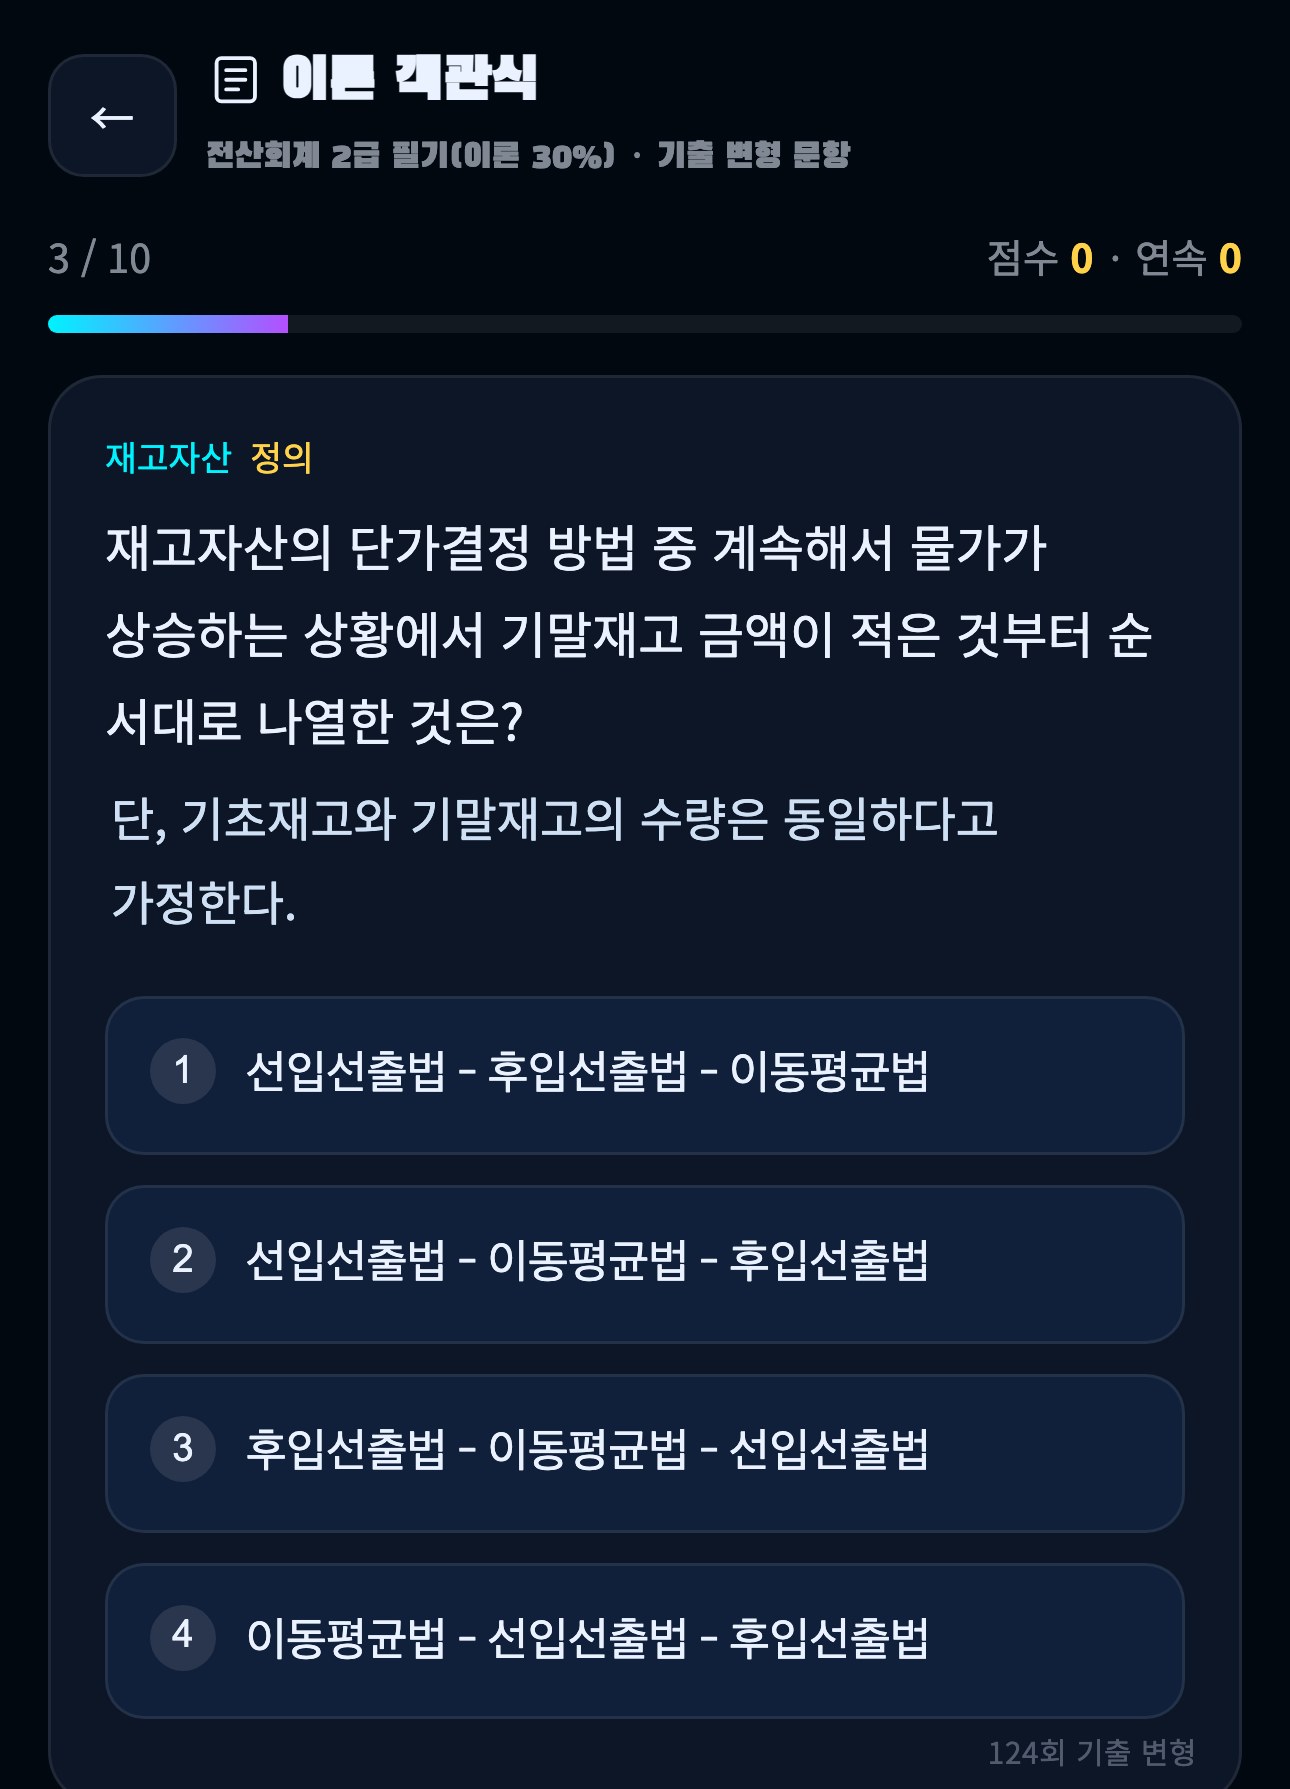 ←
이론 객관식
전산회계 2급 필기(이론 30%) · 기출 변형 문항
3 / 10
점수 0 · 연속 0
재고자산 정의
재고자산의 단가결정 방법 중 계속해서 물가가
상승하는 상황에서 기말재고 금액이 적은 것부터 순
서대로 나열한 것은?
단, 기초재고와 기말재고의 수량은 동일하다고
가정한다.
1 선입선출법 - 후입선출법 - 이동평균법
2 선입선출법 - 이동평균법 - 후입선출법
3 후입선출법 - 이동평균법 - 선입선출법
4 이동평균법 - 선입선출법 - 후입선출법
124회 기출 변형